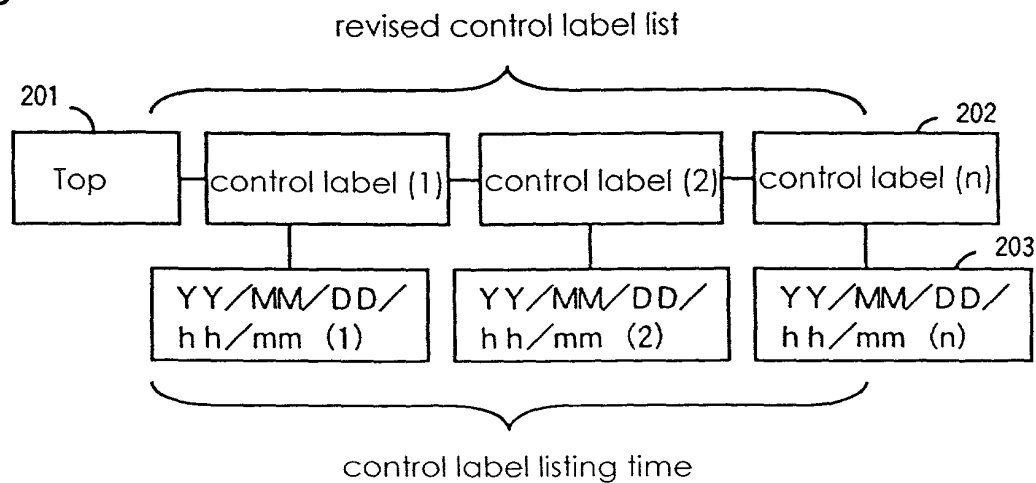 revised control label list
201
202
Top
control label (1)
control label (2)
control label (n)
203
YY/MM/DD/
hh/mm (1)
YY/MM/DD/
hh/mm (2)
YY/MM/DD/
hh/mm (n)
control label listing time